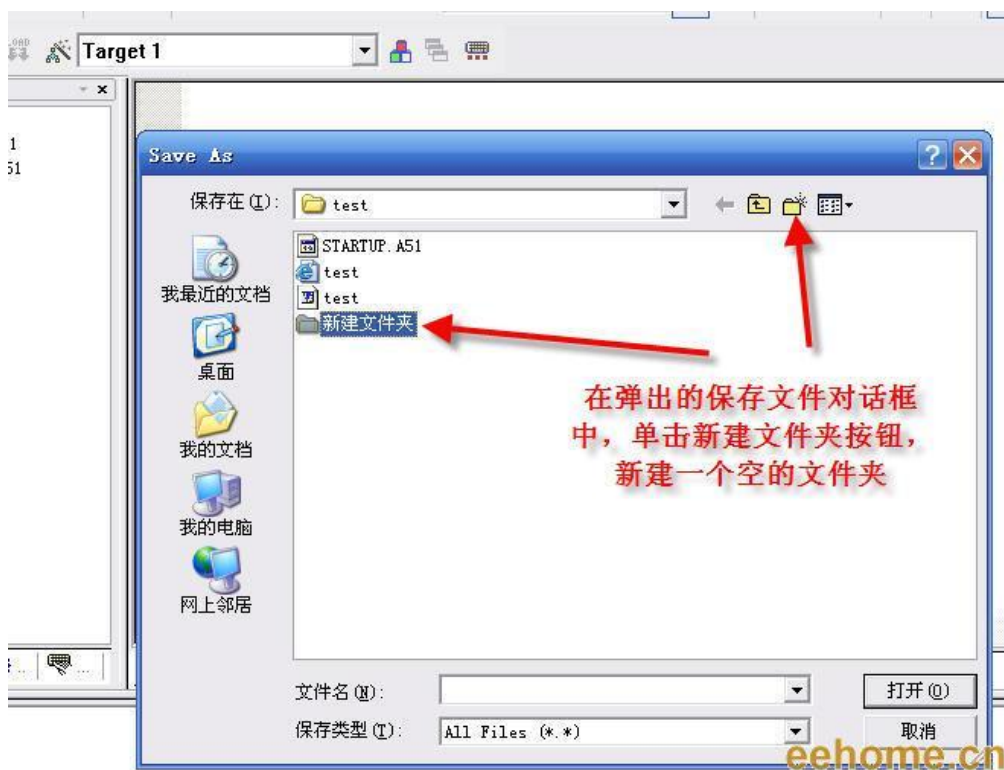 LOAD
Target 1
x
1
51
Save As
保存在(I):
test
STARTUP.A51
test
test
新建文件夹
我最近的文档
桌面
我的文档
我的电脑
网上邻居
在弹出的保存文件对话框
中，单击新建文件夹按钮，
新建一个空的文件夹
文件名(N):
打开(O)
保存类型(T):
All Files (*.*)
取消
eehome.cn